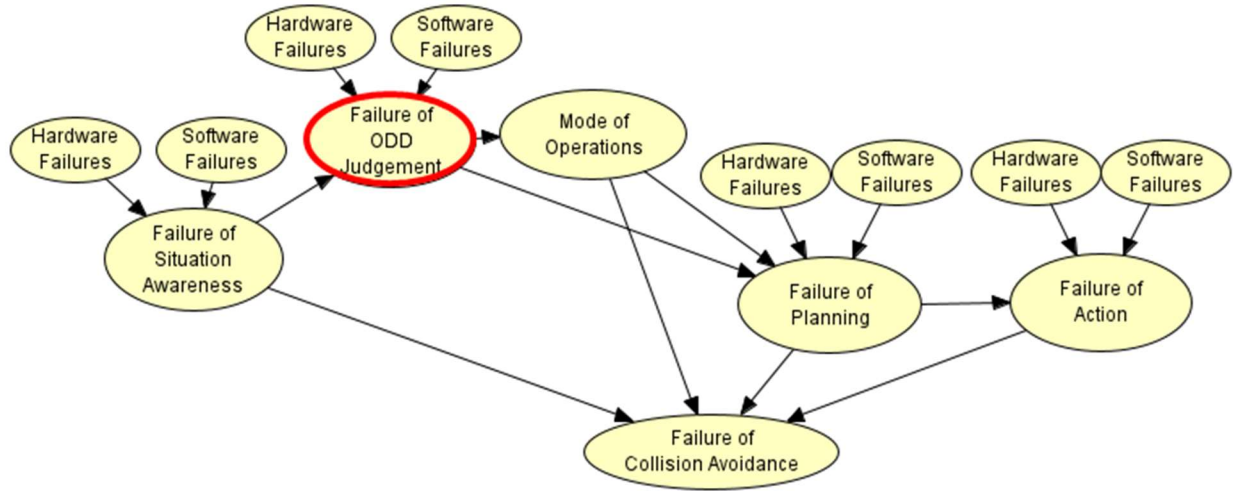 Hardware
Failures
Software
Failures
Failure of
ODD
Judgement
Mode of
Operations
Hardware
Failures
Software
Failures
Failure of
Situation
Awareness
Hardware
Failures
Software
Failures
Hardware
Failures
Software
Failures
Failure of
Planning
Failure of
Action
Failure of
Collision Avoidance